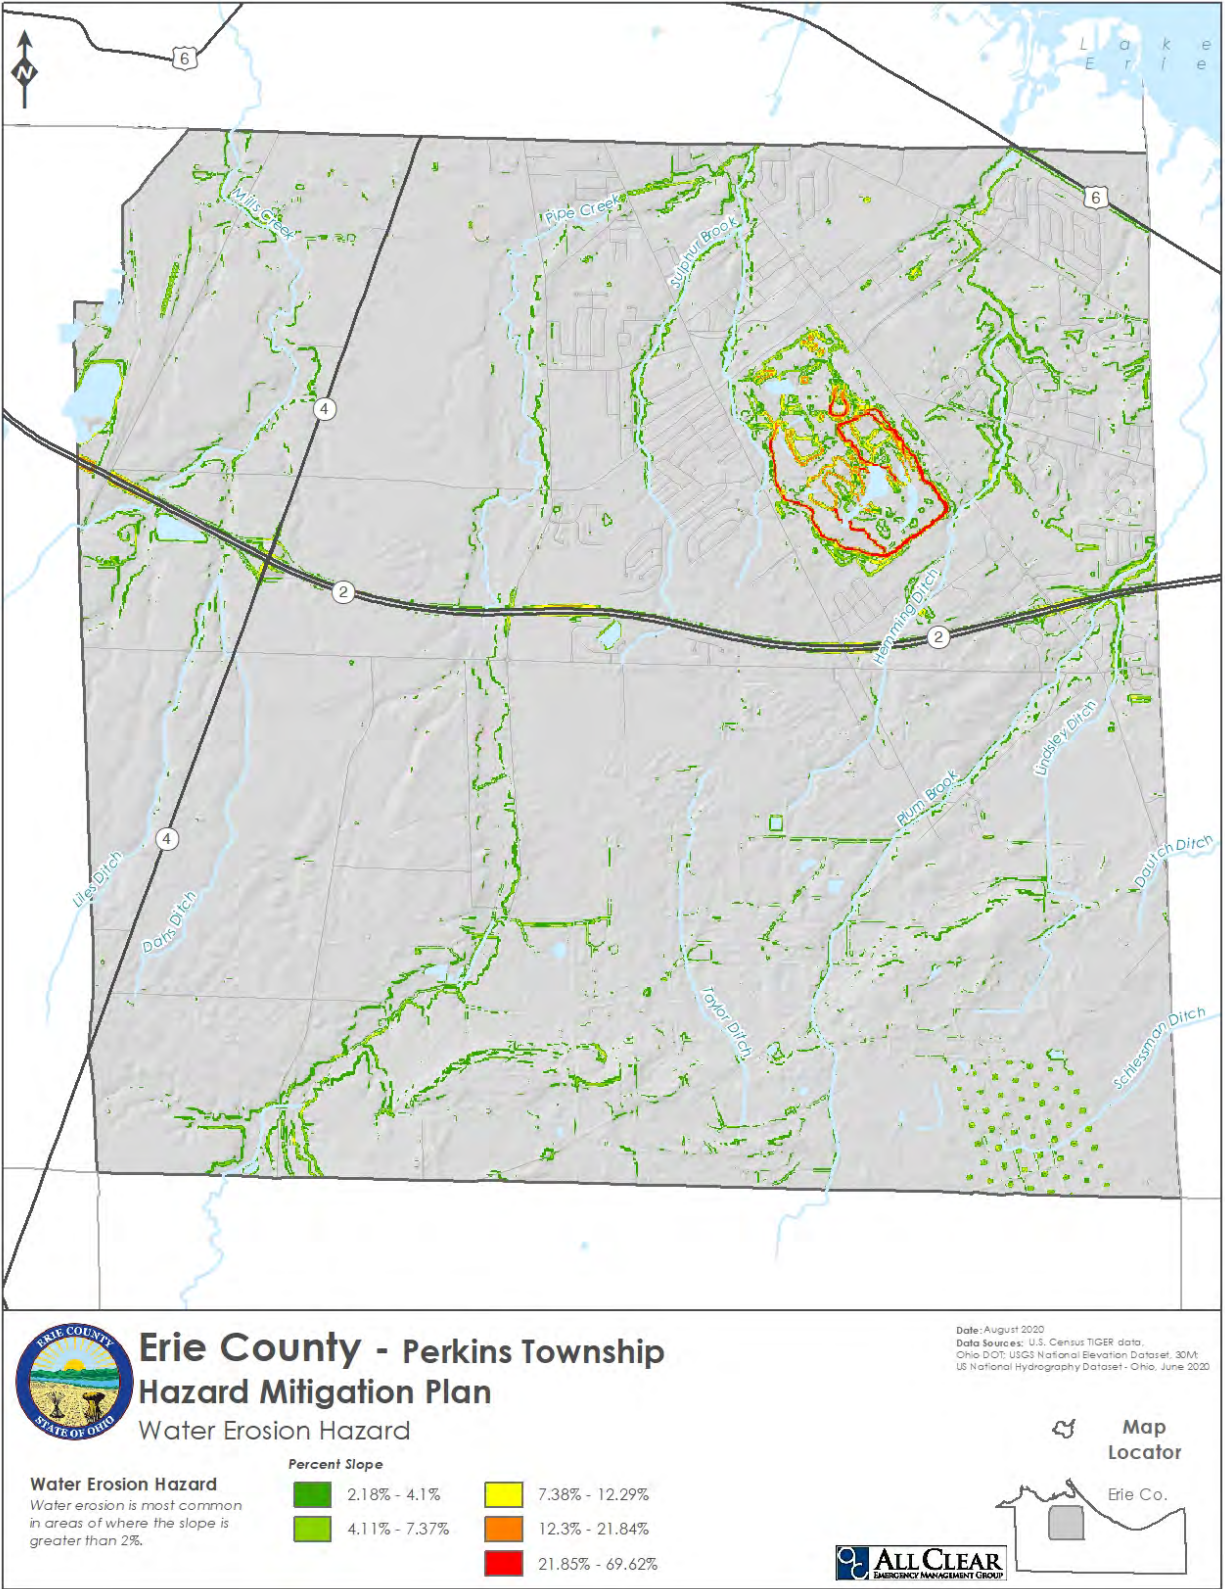 L a k e
E r i e
6
N
6
Mills Creek
Pipe Creek
Sulphur Brook
4
2
Hemming Ditch
2
Lindsley Ditch
Plum Brook
4
Dautch Ditch
Liles Ditch
Dahs Ditch
Taylor Ditch
Schlessman Ditch
ERIE COUNTY
STATE OF OHIO
Erie County - Perkins Township
Hazard Mitigation Plan
Water Erosion Hazard
Date: August 2020
Data Sources: U.S. Census TIGER data,
Ohio DOT; USGS National Elevation Dataset, 30M;
US National Hydrography Dataset - Ohio, June 2020
Map
Locator
Erie Co.
Water Erosion Hazard
Water erosion is most common
in areas of where the slope is
greater than 2%.
Percent Slope
2.18% - 4.1%
4.11% - 7.37%
7.38% - 12.29%
12.3% - 21.84%
21.85% - 69.62%
ALL CLEAR
EMERGENCY MANAGEMENT GROUP